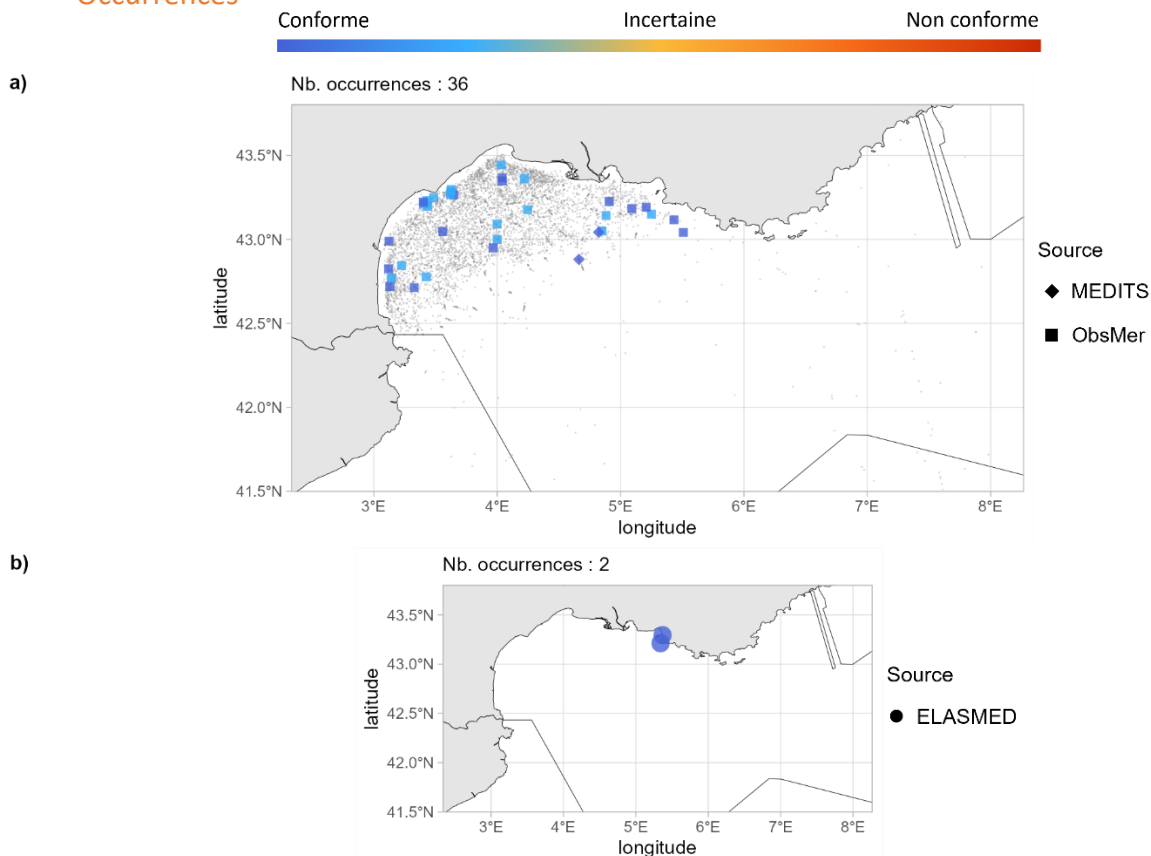 Occurrences
Conforme Incertaine Non conforme
a)
Nb. occurrences : 36
43.5°N
43.0°N
42.5°N
42.0°N
41.5°N
latitude
3°E 4°E 5°E 6°E 7°E 8°E
longitude
Source
MEDITS
ObsMer
b)
Nb. occurrences : 2
43.5°N
43.0°N
42.5°N
42.0°N
41.5°N
latitude
3°E 4°E 5°E 6°E 7°E 8°E
longitude
Source
ELASMED